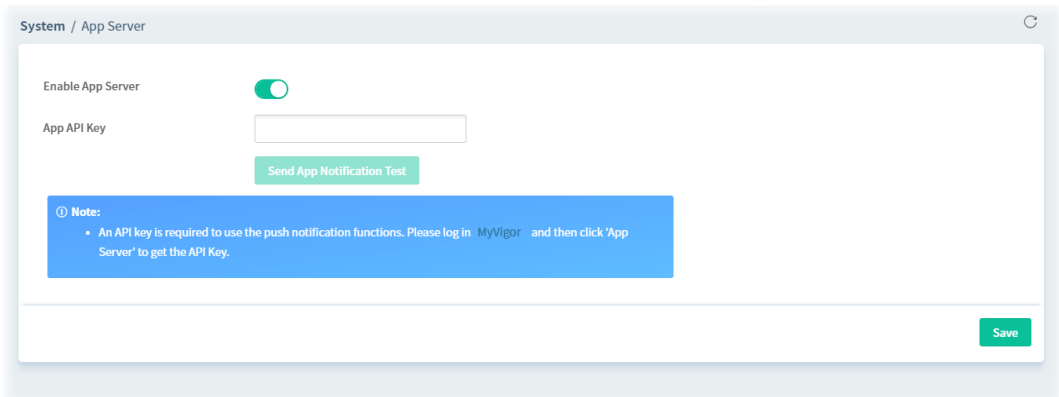 System / App Server
Enable App Server
App API Key
Send App Notification Test
Note:
• An API key is required to use the push notification functions. Please log in MyVigor and then click 'App
Server' to get the API Key.
Save